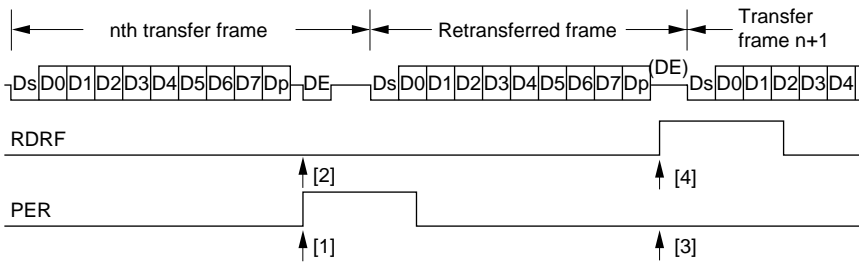 nth transfer frame Retransferred frame Transfer frame n+1
Ds D0 D1 D2 D3 D4 D5 D6 D7 Dp DE Ds D0 D1 D2 D3 D4 D5 D6 D7 Dp (DE) Ds D0 D1 D2 D3 D4
RDRF
[2] [4]
PER
[1] [3]